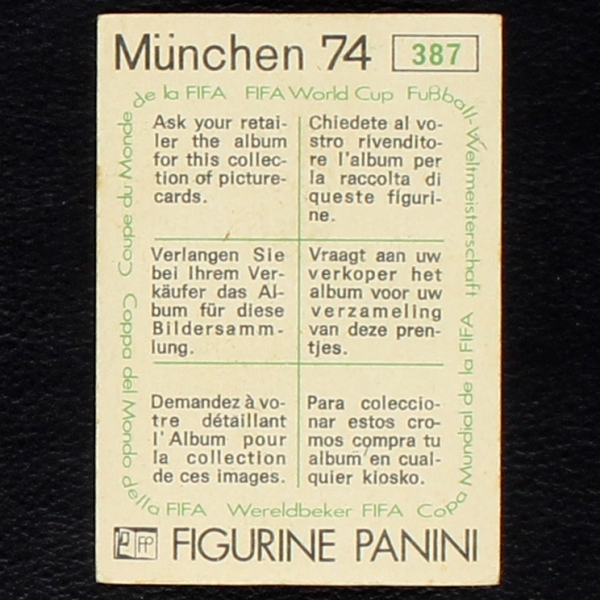 München 74 387
de la FIFA FIFA World Cup Fußball-Weltmeisterschaft
Ask your retai-
ler the album
for this collec-
tion of picture-
cards.
Chiedete al vo-
stro rivendito-
re l'album per
la raccolta di
queste figuri-
ne.
Verlangen Sie
bei Ihrem Ver-
käufer das Al-
bum für diese
Bildersamm-
lung.
Vraagt aan uw
verkoper het
album voor uw
verzameling
van deze pren-
tjes.
Demandez à vo-
tre détaillant
l'Album pour
la collection
de ces images.
Para coleccio-
nar estos cro-
mos compra tu
album en cual-
quier kiosko.
Coupe du Monde
Coppa del Mondo della FIFA
Wereldbeker FIFA Copa Mundial de la FIFA
FP FIGURINE PANINI